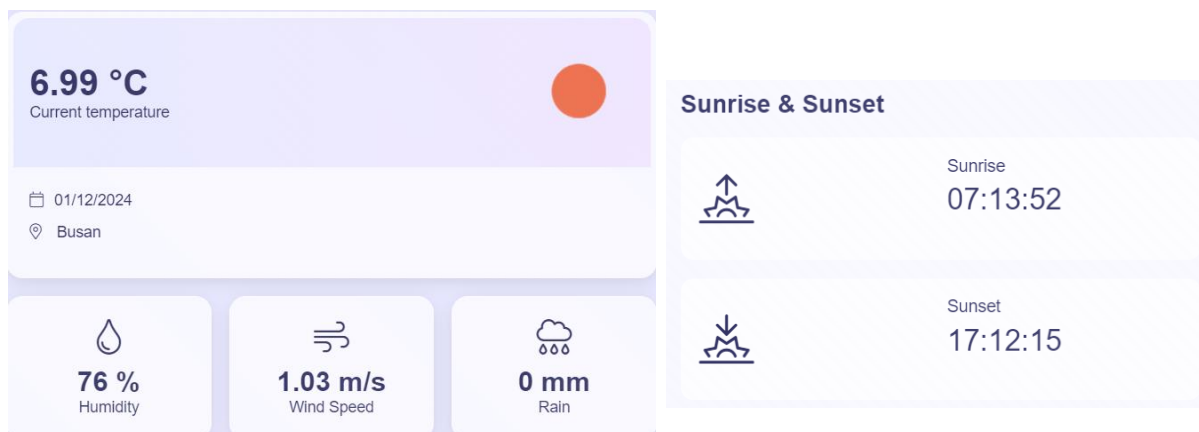 6.99 °C
Current temperature
01/12/2024
Busan
76 %
Humidity
1.03 m/s
Wind Speed
0 mm
Rain
Sunrise & Sunset
Sunrise
07:13:52
Sunset
17:12:15